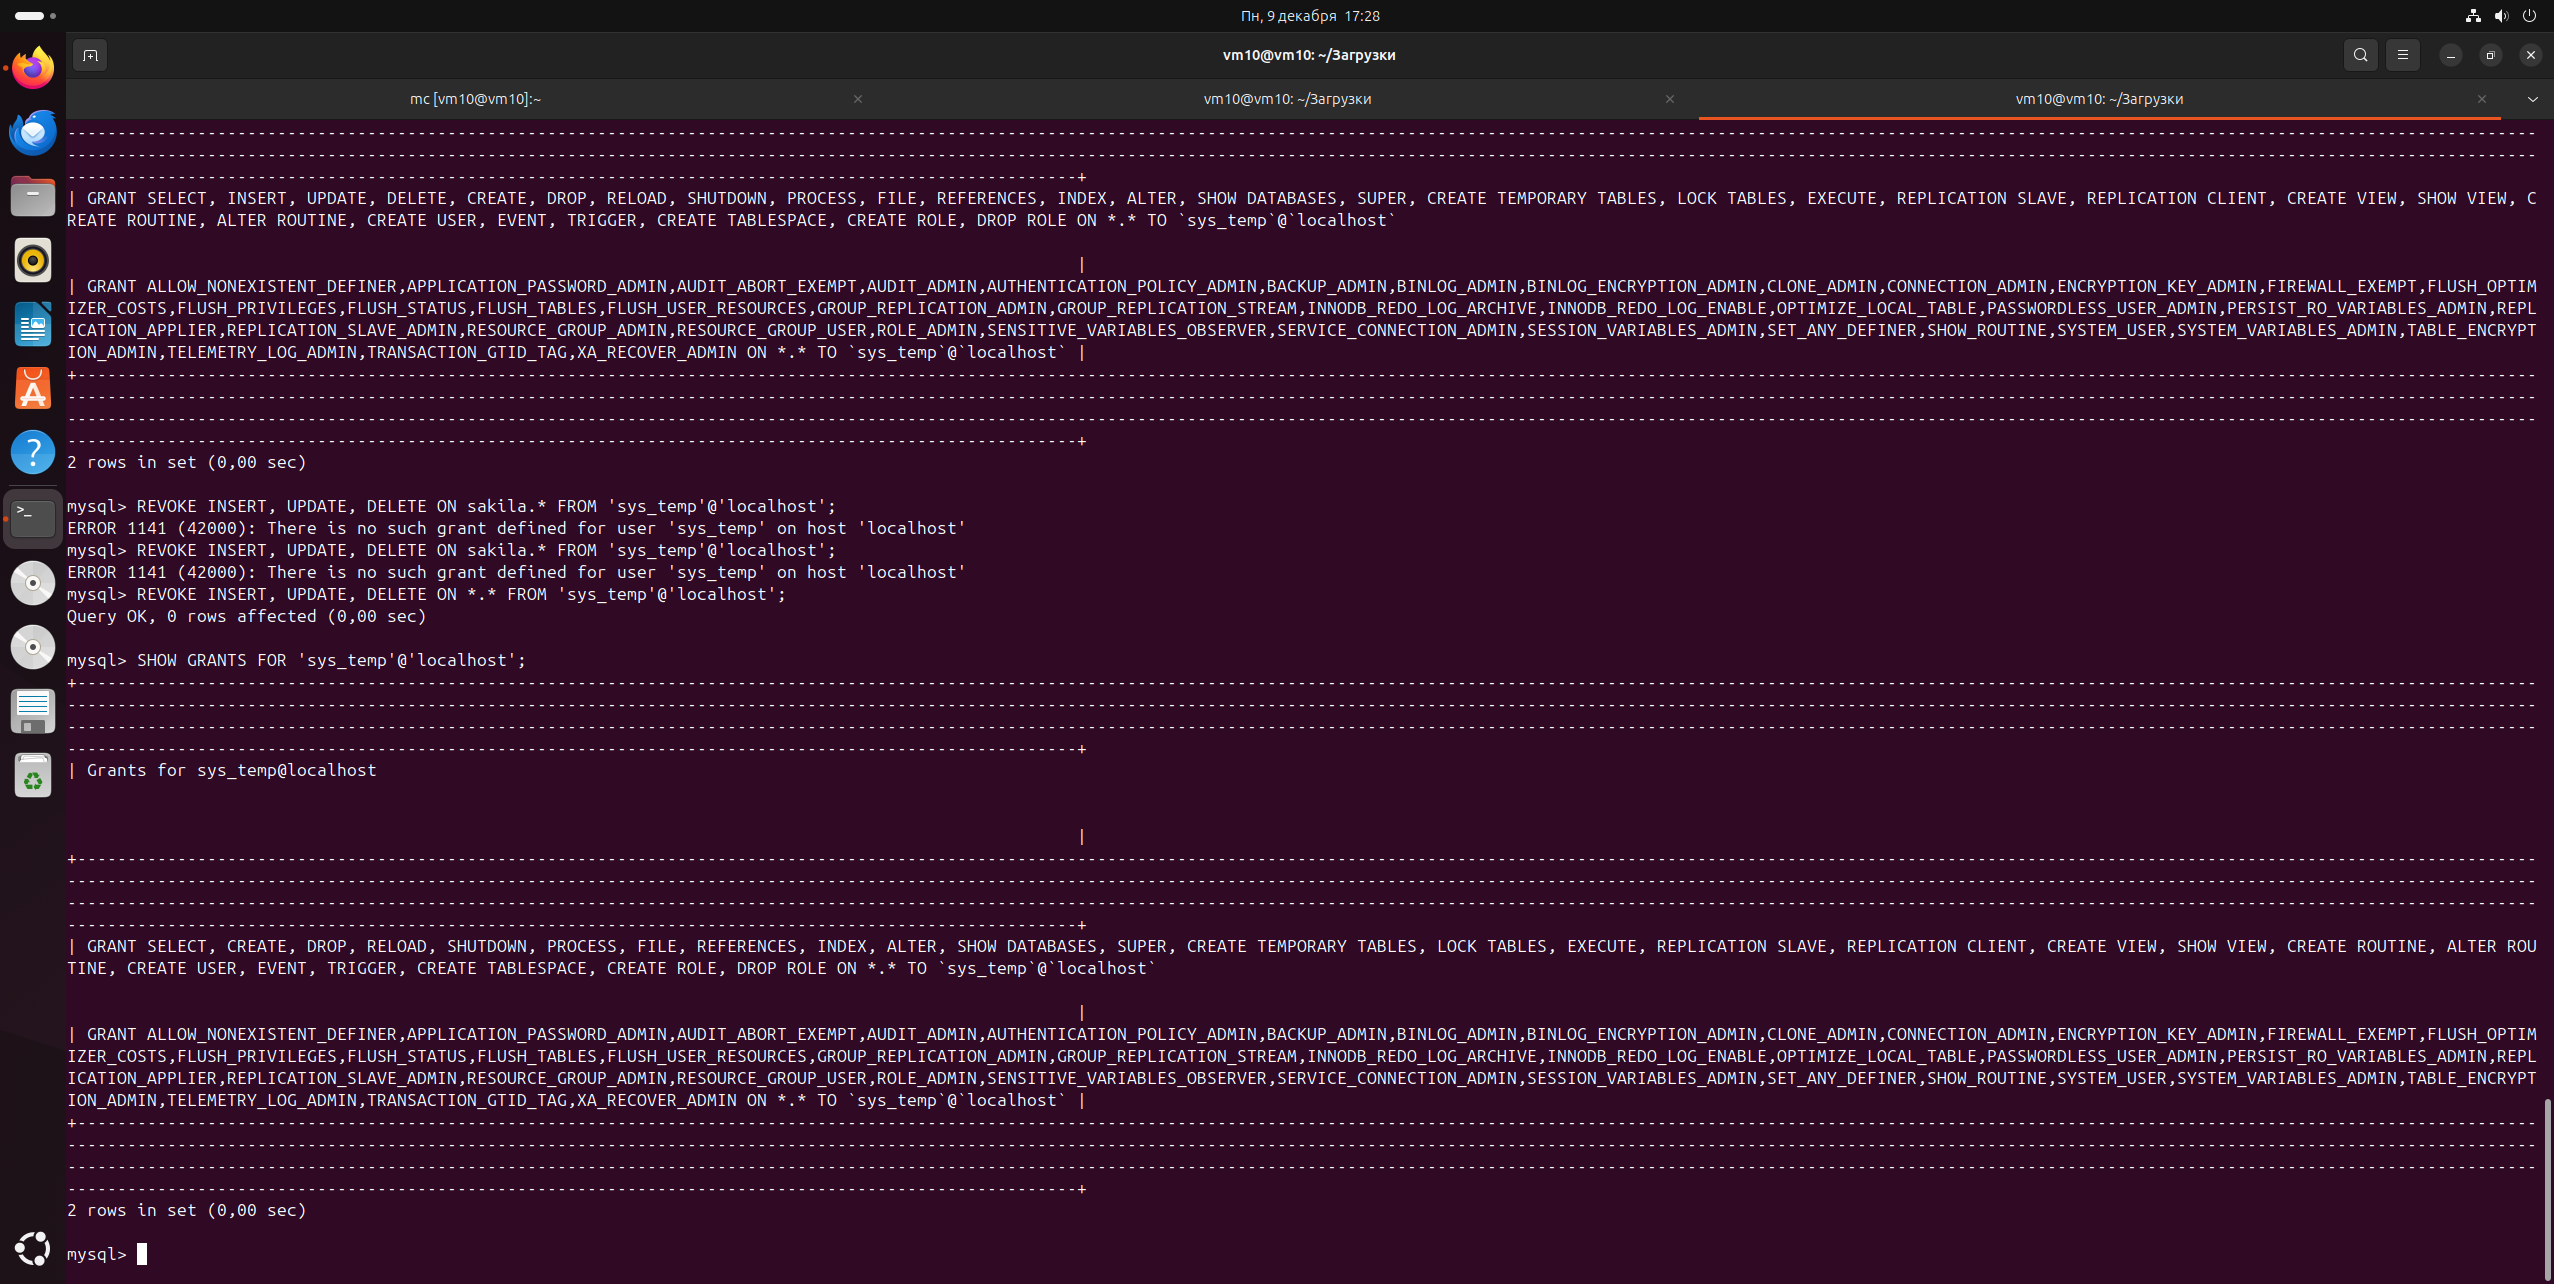 Пн, 9 декабря 17:28
vm10@vm10: ~/Загрузки
mc [vm10@vm10]:~
vm10@vm10: ~/Загрузки
vm10@vm10: ~/Загрузки
| GRANT SELECT, INSERT, UPDATE, DELETE, CREATE, DROP, RELOAD, SHUTDOWN, PROCESS, FILE, REFERENCES, INDEX, ALTER, SHOW DATABASES, SUPER, CREATE TEMPORARY TABLES, LOCK TABLES, EXECUTE, REPLICATION SLAVE, REPLICATION CLIENT, CREATE VIEW, SHOW VIEW, C
REATE ROUTINE, ALTER ROUTINE, CREATE USER, EVENT, TRIGGER, CREATE TABLESPACE, CREATE ROLE, DROP ROLE ON *.* TO `sys_temp`@`localhost`
|
| GRANT ALLOW_NONEXISTENT_DEFINER,APPLICATION_PASSWORD_ADMIN,AUDIT_ABORT_EXEMPT,AUDIT_ADMIN,AUTHENTICATION_POLICY_ADMIN,BACKUP_ADMIN,BINLOG_ADMIN,BINLOG_ENCRYPTION_ADMIN,CLONE_ADMIN,CONNECTION_ADMIN,ENCRYPTION_KEY_ADMIN,FIREWALL_EXEMPT,FLUSH_OPTIM
IZER_COSTS,FLUSH_PRIVILEGES,FLUSH_STATUS,FLUSH_TABLES,FLUSH_USER_RESOURCES,GROUP_REPLICATION_ADMIN,GROUP_REPLICATION_STREAM,INNODB_REDO_LOG_ARCHIVE,INNODB_REDO_LOG_ENABLE,OPTIMIZE_LOCAL_TABLE,PASSWORDLESS_USER_ADMIN,PERSIST_RO_VARIABLES_ADMIN,REPL
ICATION_APPLIER,REPLICATION_SLAVE_ADMIN,RESOURCE_GROUP_ADMIN,RESOURCE_GROUP_USER,ROLE_ADMIN,SENSITIVE_VARIABLES_OBSERVER,SERVICE_CONNECTION_ADMIN,SESSION_VARIABLES_ADMIN,SET_ANY_DEFINER,SHOW_ROUTINE,SYSTEM_USER,SYSTEM_VARIABLES_ADMIN,TABLE_ENCRYPT
ION_ADMIN,TELEMETRY_LOG_ADMIN,TRANSACTION_GTID_TAG,XA_RECOVER_ADMIN ON *.* TO `sys_temp`@`localhost` |
2 rows in set (0,00 sec)
mysql> REVOKE INSERT, UPDATE, DELETE ON sakila.* FROM 'sys_temp'@'localhost';
ERROR 1141 (42000): There is no such grant defined for user 'sys_temp' on host 'localhost'
mysql> REVOKE INSERT, UPDATE, DELETE ON sakila.* FROM 'sys_temp'@'localhost';
ERROR 1141 (42000): There is no such grant defined for user 'sys_temp' on host 'localhost'
mysql> REVOKE INSERT, UPDATE, DELETE ON *.* FROM 'sys_temp'@'localhost';
Query OK, 0 rows affected (0,00 sec)
mysql> SHOW GRANTS FOR 'sys_temp'@'localhost';
| Grants for sys_temp@localhost
|
| GRANT SELECT, CREATE, DROP, RELOAD, SHUTDOWN, PROCESS, FILE, REFERENCES, INDEX, ALTER, SHOW DATABASES, SUPER, CREATE TEMPORARY TABLES, LOCK TABLES, EXECUTE, REPLICATION SLAVE, REPLICATION CLIENT, CREATE VIEW, SHOW VIEW, CREATE ROUTINE, ALTER ROU
TINE, CREATE USER, EVENT, TRIGGER, CREATE TABLESPACE, CREATE ROLE, DROP ROLE ON *.* TO `sys_temp`@`localhost`
|
| GRANT ALLOW_NONEXISTENT_DEFINER,APPLICATION_PASSWORD_ADMIN,AUDIT_ABORT_EXEMPT,AUDIT_ADMIN,AUTHENTICATION_POLICY_ADMIN,BACKUP_ADMIN,BINLOG_ADMIN,BINLOG_ENCRYPTION_ADMIN,CLONE_ADMIN,CONNECTION_ADMIN,ENCRYPTION_KEY_ADMIN,FIREWALL_EXEMPT,FLUSH_OPTIM
IZER_COSTS,FLUSH_PRIVILEGES,FLUSH_STATUS,FLUSH_TABLES,FLUSH_USER_RESOURCES,GROUP_REPLICATION_ADMIN,GROUP_REPLICATION_STREAM,INNODB_REDO_LOG_ARCHIVE,INNODB_REDO_LOG_ENABLE,OPTIMIZE_LOCAL_TABLE,PASSWORDLESS_USER_ADMIN,PERSIST_RO_VARIABLES_ADMIN,REPL
ICATION_APPLIER,REPLICATION_SLAVE_ADMIN,RESOURCE_GROUP_ADMIN,RESOURCE_GROUP_USER,ROLE_ADMIN,SENSITIVE_VARIABLES_OBSERVER,SERVICE_CONNECTION_ADMIN,SESSION_VARIABLES_ADMIN,SET_ANY_DEFINER,SHOW_ROUTINE,SYSTEM_USER,SYSTEM_VARIABLES_ADMIN,TABLE_ENCRYPT
ION_ADMIN,TELEMETRY_LOG_ADMIN,TRANSACTION_GTID_TAG,XA_RECOVER_ADMIN ON *.* TO `sys_temp`@`localhost` |
2 rows in set (0,00 sec)
mysql>